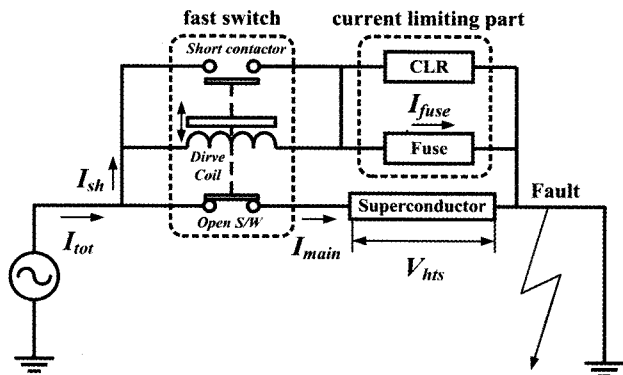 fast switch
current limiting part
Short contactor
CLR
I_fuse
Dirve
Coil
Fuse
I_sh
Fault
Open S/W
Superconductor
I_tot
I_main
V_hts